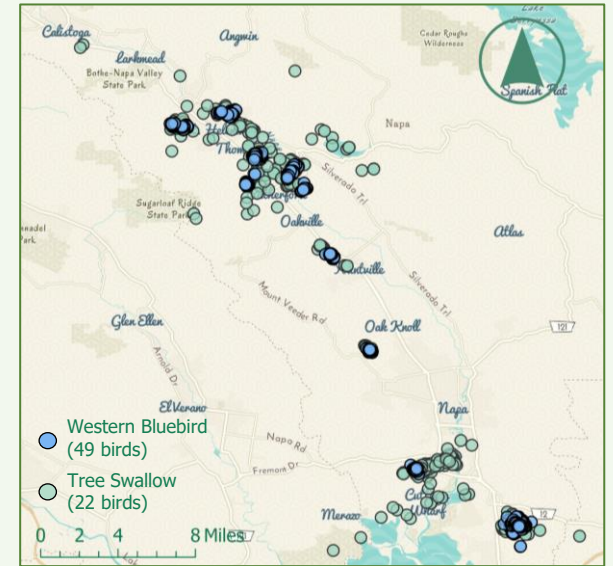 Calistoga
Angwin
Larkmead
Bothe-Napa Valley
State Park
Cedar Roughs
Wilderness
Lake
Spanish Flat
Napa
Silverado Trl
Sugarloaf Ridge
State Park
Oakville
Atlas
Park
Mount Veeder Rd
Silverado Trl
Glen Ellen
Oak Knoll
121
Arnold Dr
El Verano
Napa
Napa Rd
Fremont Dr
Merazo
Wharf
12
Western Bluebird
(49 birds)
Tree Swallow
(22 birds)
0 2 4 8 Miles